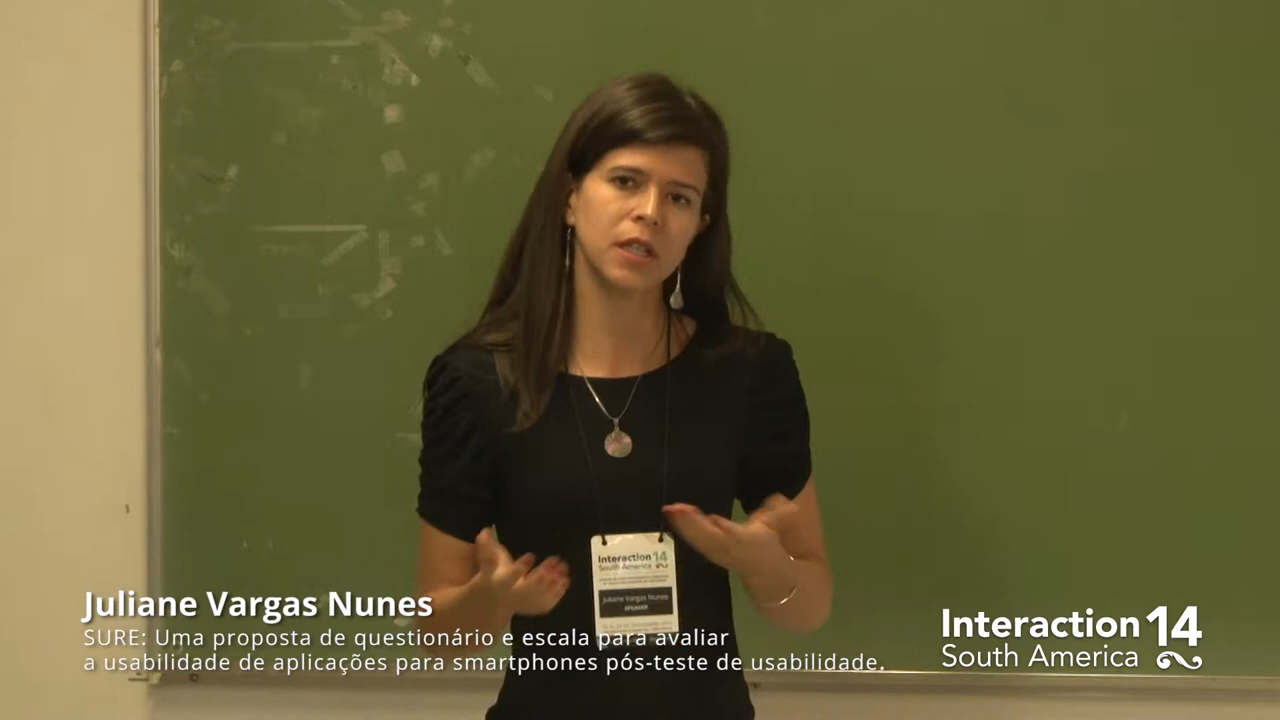 Interaction 14
South America
Juliane Vargas Nunes
SPEAKER
Juliane Vargas Nunes
SURE: Uma proposta de questionário e escala para avaliar
a usabilidade de aplicações para smartphones pós-teste de usabilidade.
Interaction 14
South America